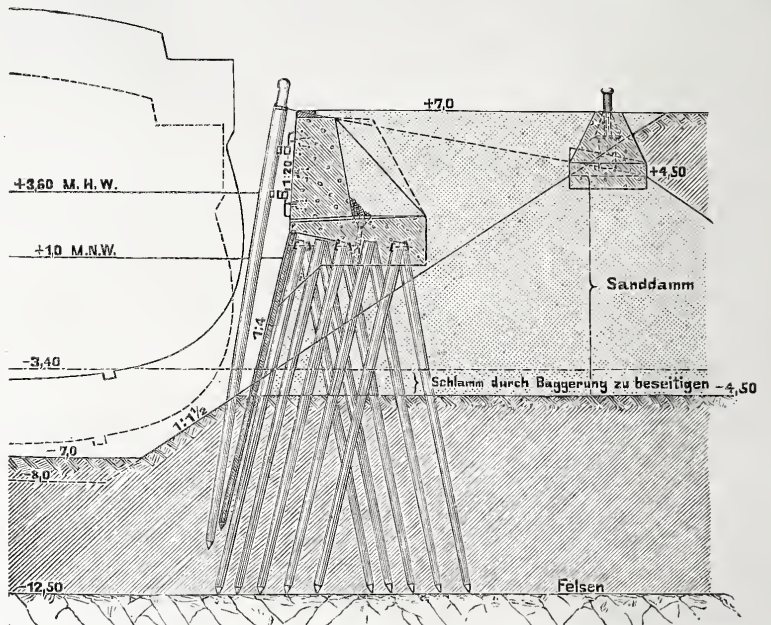 +7,0
+4,50
1:20
+3,60 M.H.W.
+1,0 M.N.W.
Sanddamm
1:4
-3,40
Schlamm durch Baggerung zu beseitigen -4,50
1:1½
-7,0
-8,0
-12,50
Felsen